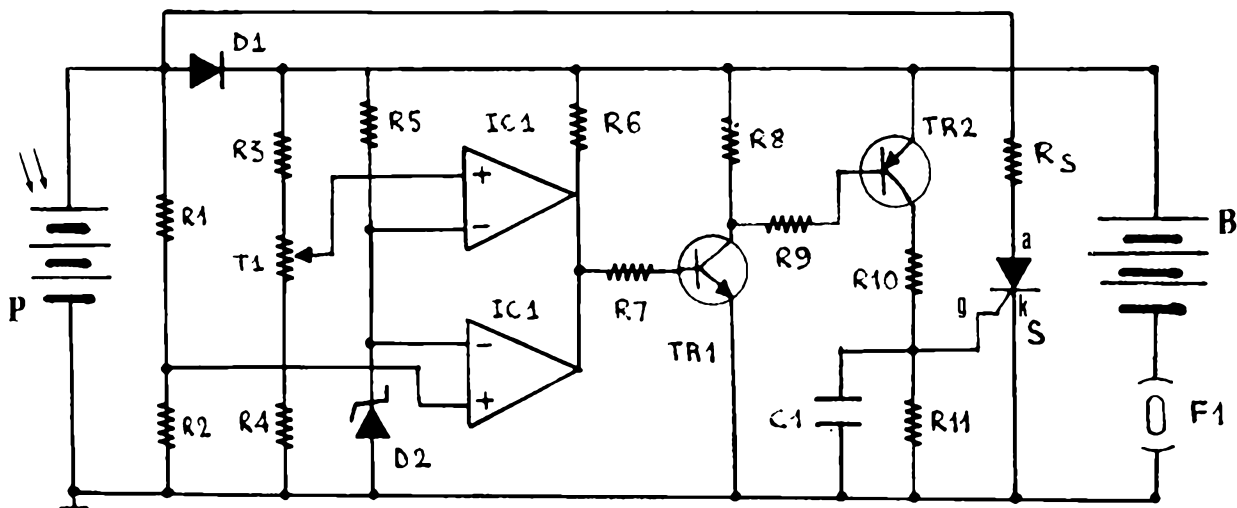 D1
R5
IC1
R6
R8
TR2
R3
RS
+
−
R1
T1
R9
a
B
P
R10
g
k
S
IC1
R7
TR1
−
+
C1
R11
F1
R2
R4
D2